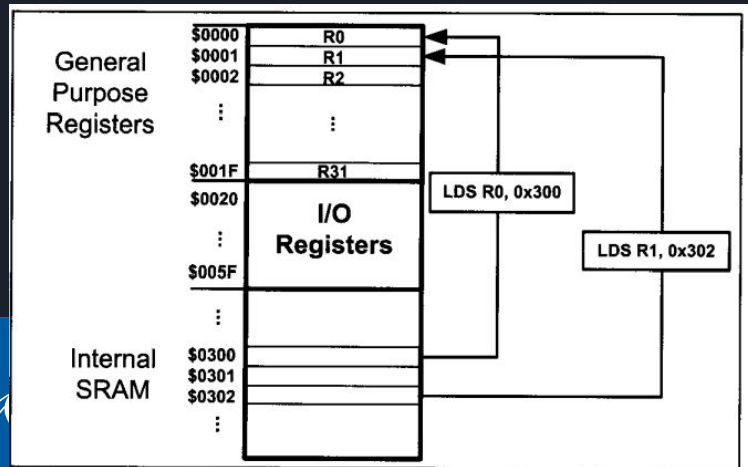 $0000 R0
$0001 R1
$0002 R2
General
Purpose
Registers
⋮ ⋮
$001F R31
$0020
I/O
Registers
⋮
$005F
LDS R0, 0x300
LDS R1, 0x302
⋮
Internal
SRAM
$0300
$0301
$0302
⋮